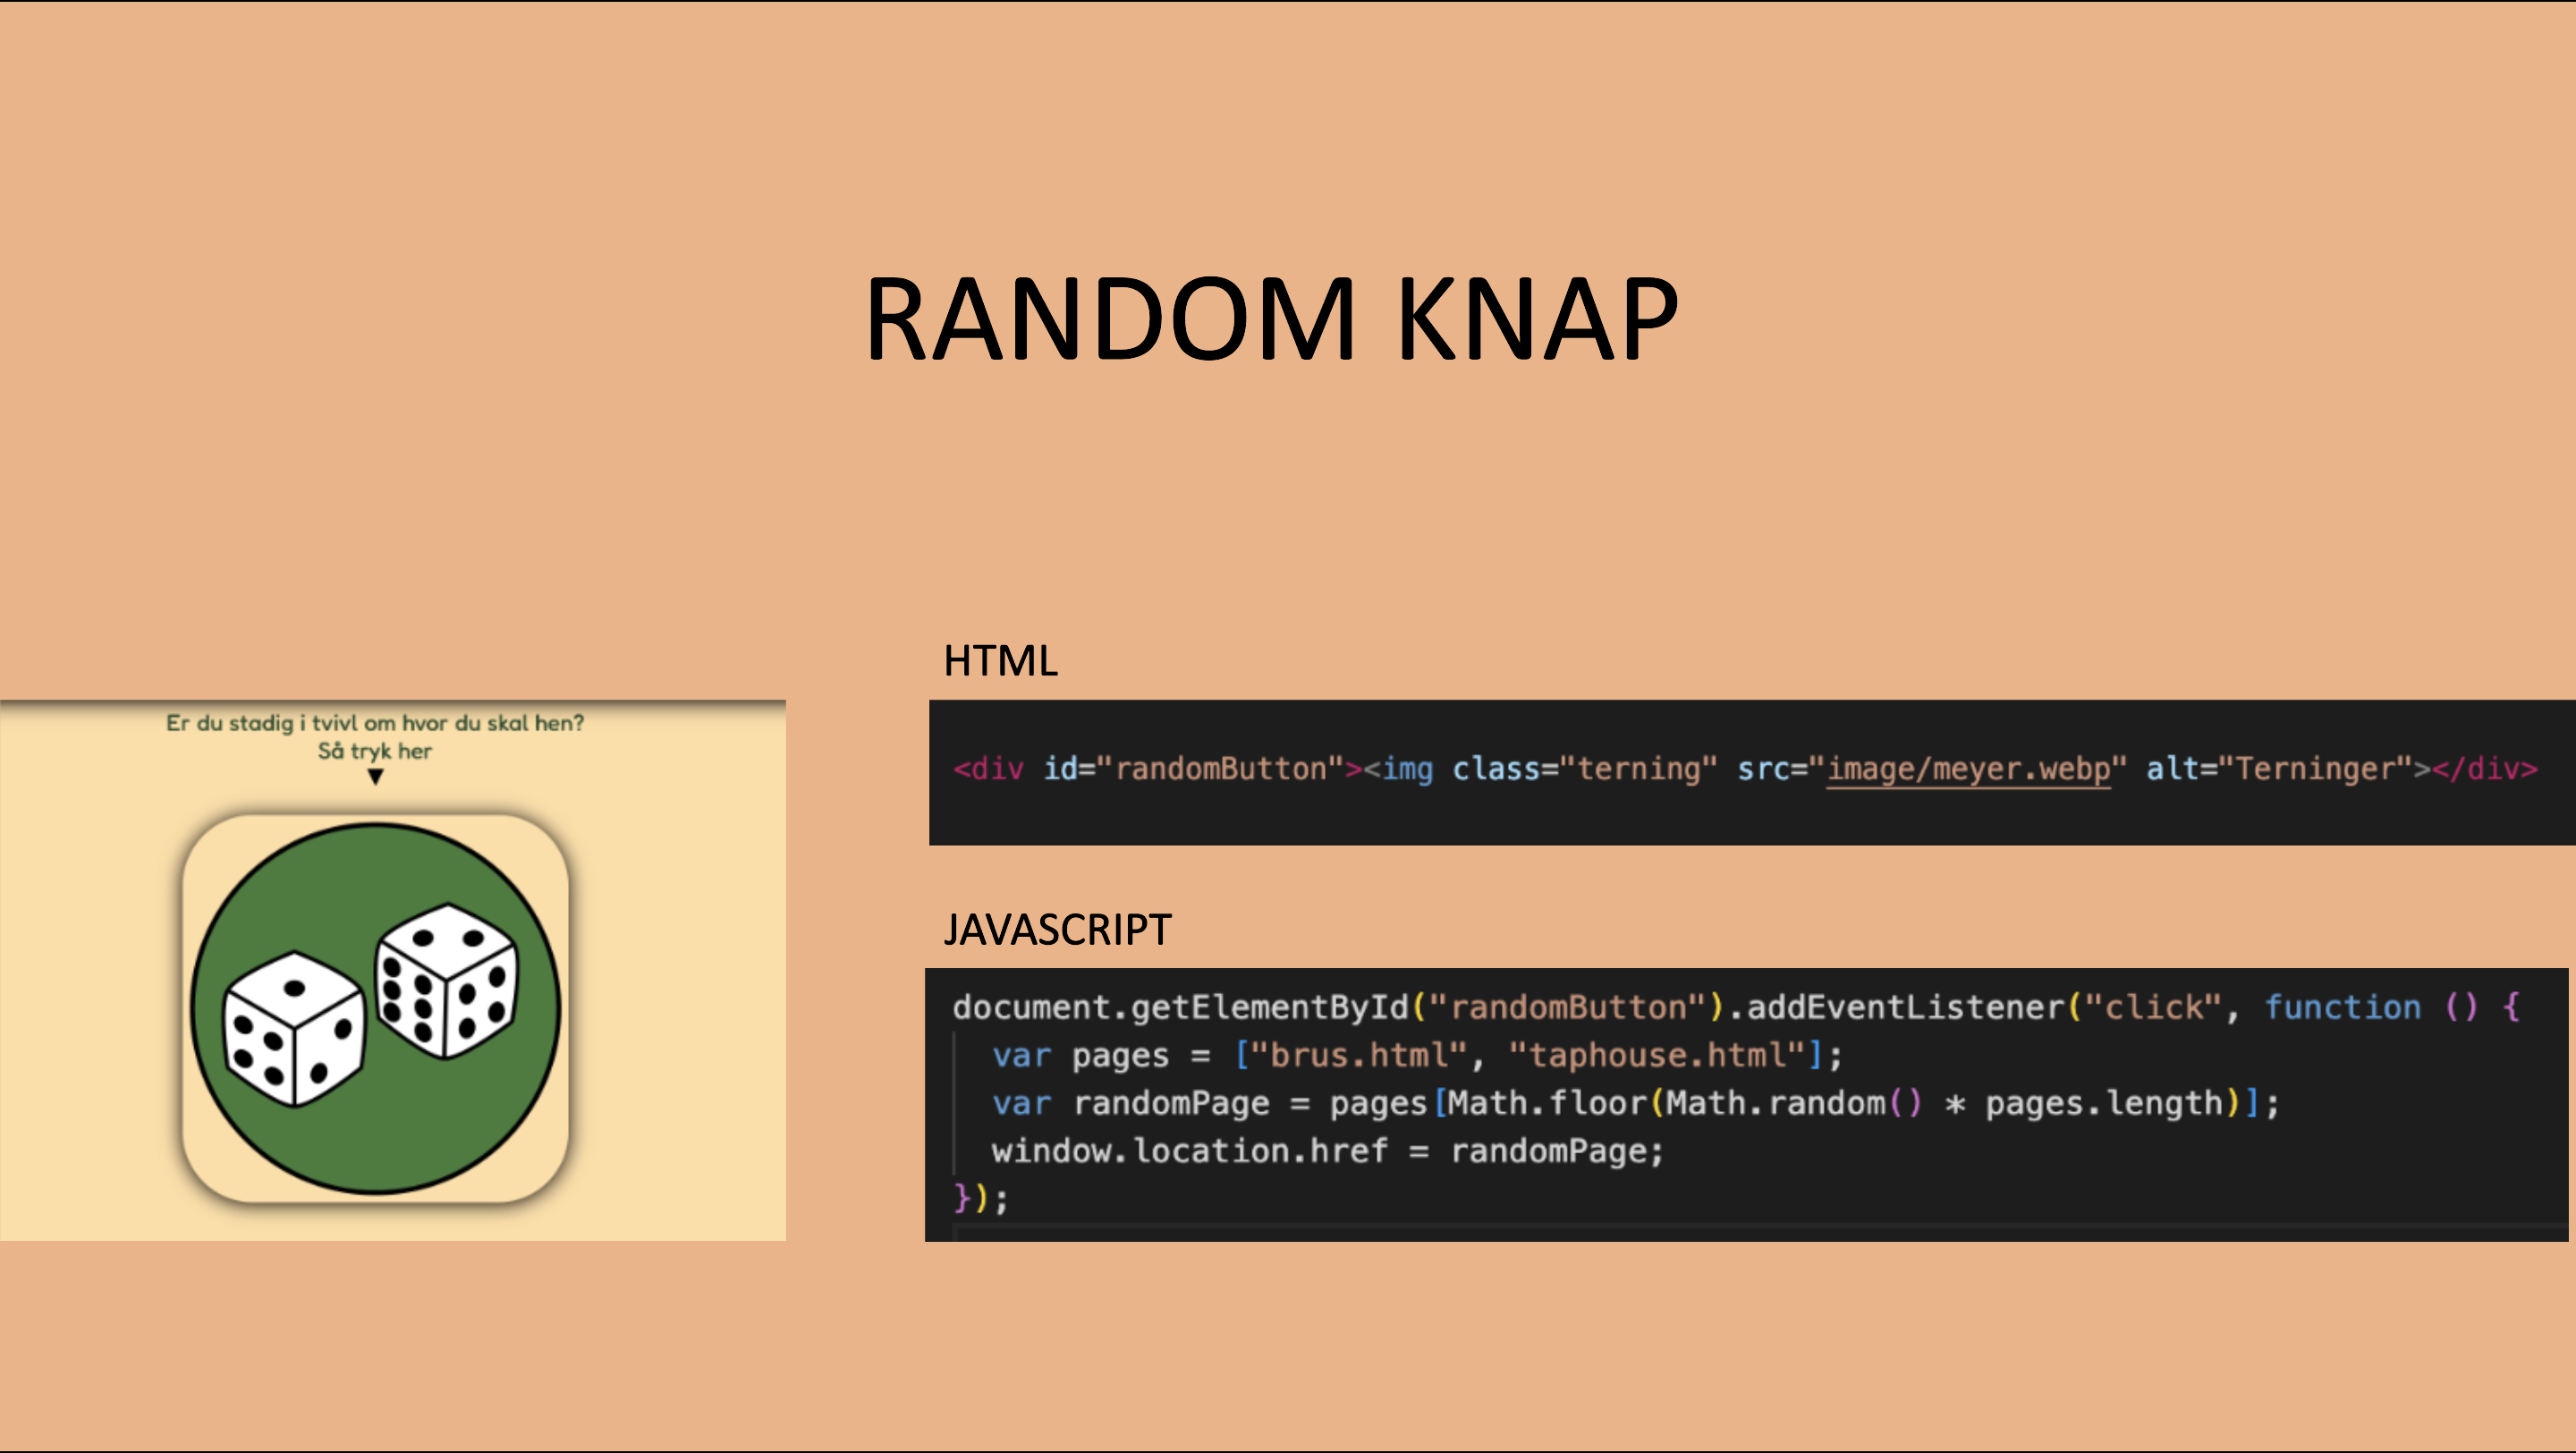 RANDOM KNAP
Er du stadig i tvivl om hvor du skal hen?
Så tryk her
HTML
<div id="randomButton"><img class="terning" src="image/meyer.webp" alt="Terninger"></div>
JAVASCRIPT
document.getElementById("randomButton").addEventListener("click", function () {
  var pages = ["brus.html", "taphouse.html"];
  var randomPage = pages[Math.floor(Math.random() * pages.length)];
  window.location.href = randomPage;
});